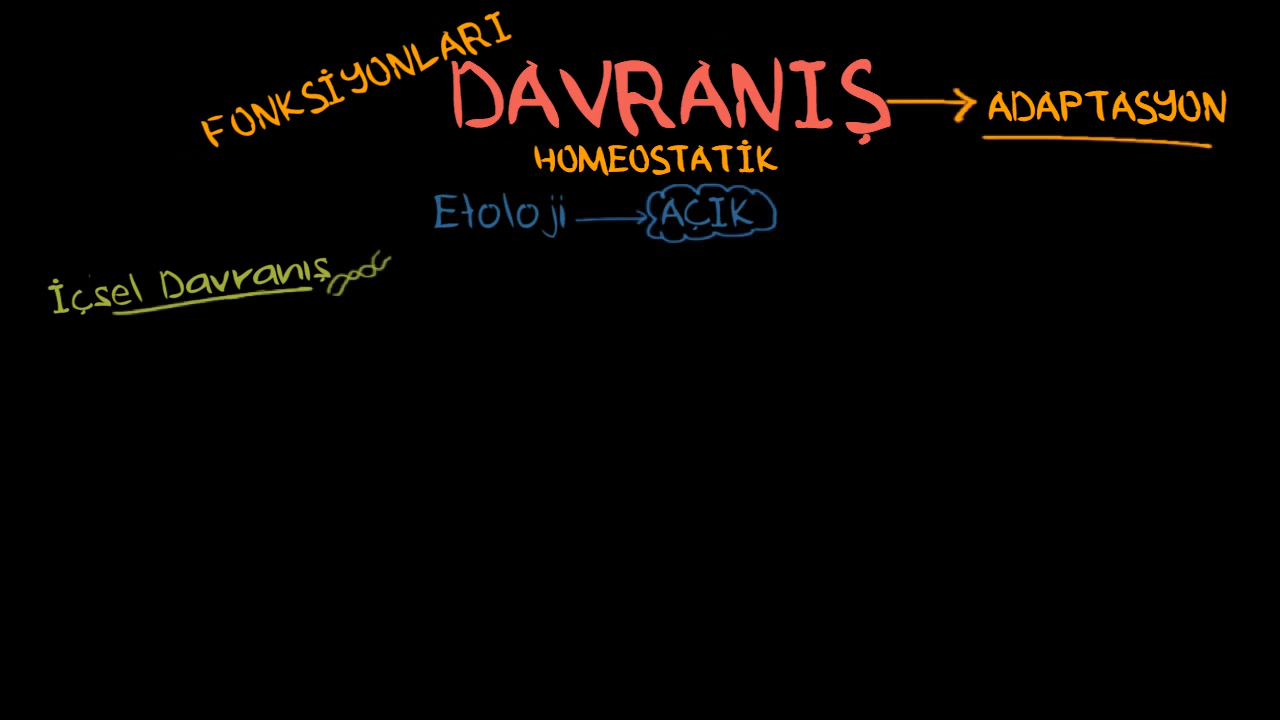 FONKSİYONLARI
DAVRANIŞ → ADAPTASYON
HOMEOSTATİK
Etoloji → AÇIK
İçsel Davranış